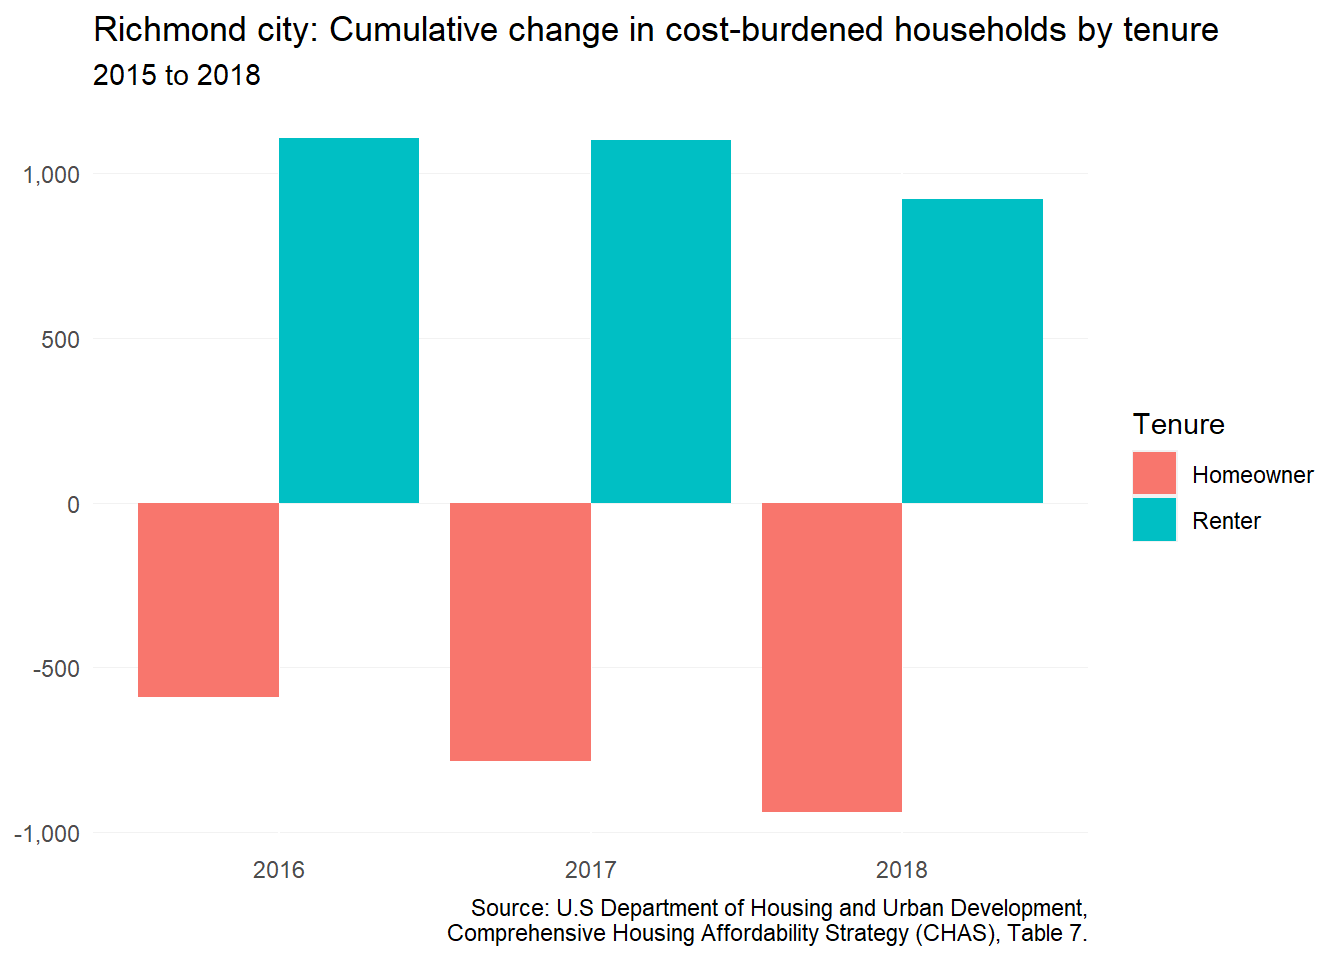 Richmond city: Cumulative change in cost-burdened households by tenure
2015 to 2018
1,000
500
0
-500
-1,000
2016
2017
2018
Tenure
Homeowner
Renter
Source: U.S Department of Housing and Urban Development,
Comprehensive Housing Affordability Strategy (CHAS), Table 7.